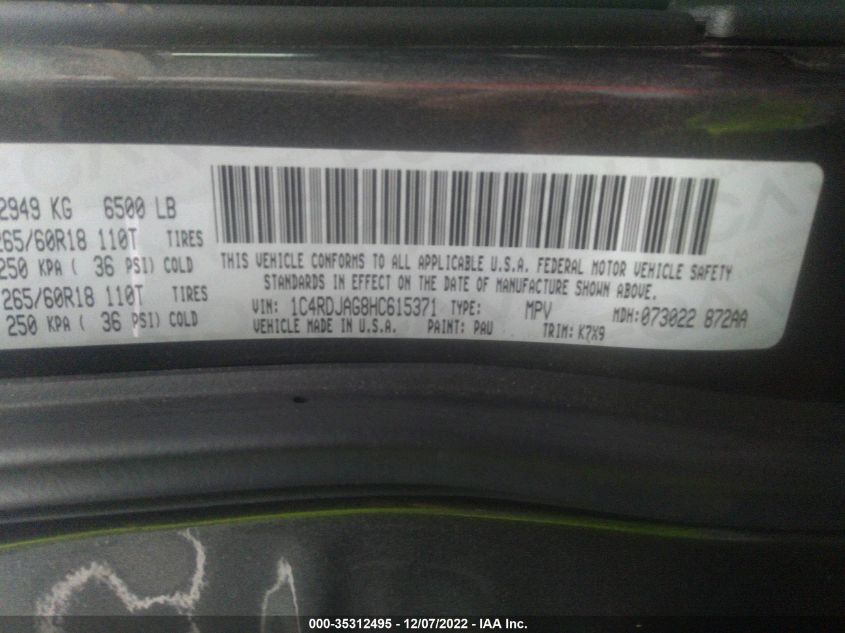 2949 KG 6500 LB
265/60R18 110T TIRES
250 KPA ( 36 PSI) COLD
265/60R18 110T TIRES
250 KPA ( 36 PSI) COLD
THIS VEHICLE CONFORMS TO ALL APPLICABLE U.S.A. FEDERAL MOTOR VEHICLE SAFETY
STANDARDS IN EFFECT ON THE DATE OF MANUFACTURE SHOWN ABOVE.
VIN: 1C4RDJAG8HC615371 TYPE: MPV MDH: 073022 872AA
VEHICLE MADE IN U.S.A. PAINT: PAU TRIM: K7X9
000-35312495 - 12/07/2022 - IAA Inc.